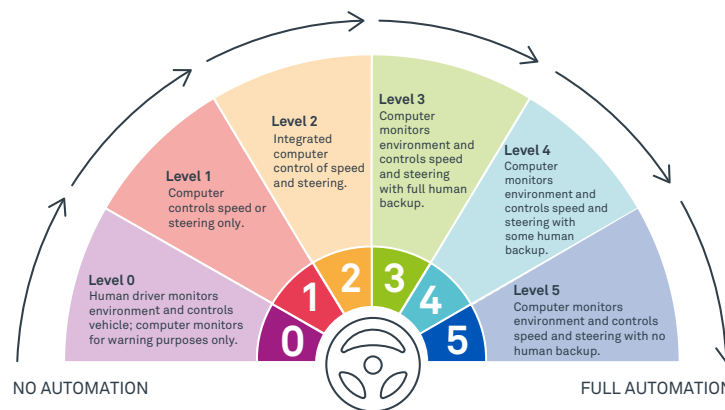 Level 0
Human driver monitors
environment and controls
vehicle; computer monitors
for warning purposes only.
Level 1
Computer
controls speed or
steering only.
Level 2
Integrated
computer
control of speed
and steering.
Level 3
Computer
monitors
environment and
controls speed
and steering
with full human
backup.
Level 4
Computer
monitors
environment and
controls speed and
steering with
some human
backup.
Level 5
Computer monitors
environment and controls
speed and steering with no
human backup.
0
1
2
3
4
5
NO AUTOMATION
FULL AUTOMATION